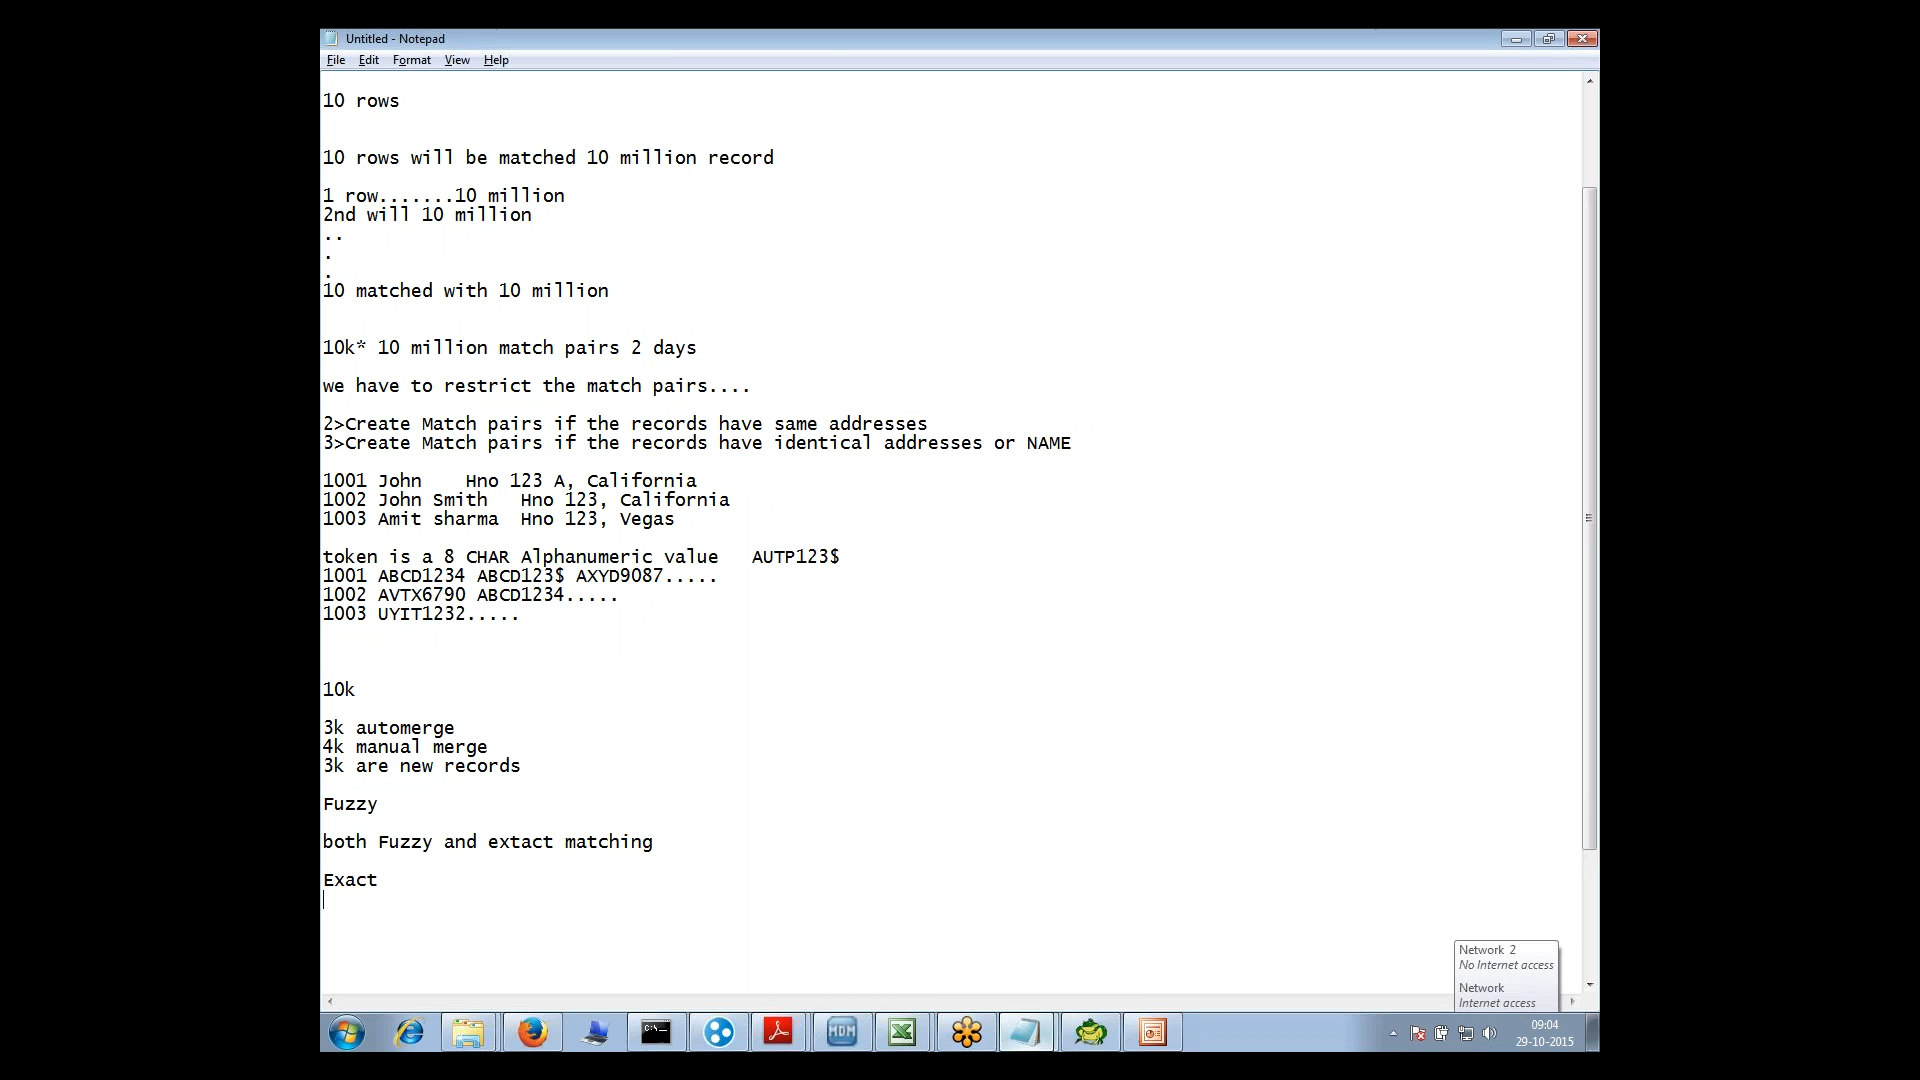 Untitled - Notepad
File Edit Format View Help
10 rows
10 rows will be matched 10 million record
1 row.......10 million
2nd will 10 million
..
.
.
10 matched with 10 million
10k* 10 million match pairs 2 days
we have to restrict the match pairs....
2>Create Match pairs if the records have same addresses
3>Create Match pairs if the records have identical addresses or NAME
1001 John    Hno 123 A, California
1002 John Smith   Hno 123, California
1003 Amit sharma  Hno 123, Vegas
token is a 8 CHAR Alphanumeric value   AUTP123$
1001 ABCD1234 ABCD123$ AXYD9087.....
1002 AVTX6790 ABCD1234.....
1003 UYIT1232.....
10k
3k automerge
4k manual merge
3k are new records
Fuzzy
both Fuzzy and extact matching
Exact
Network 2
No Internet access
Network
Internet access
C:\_
MDM
09:04
29-10-2015